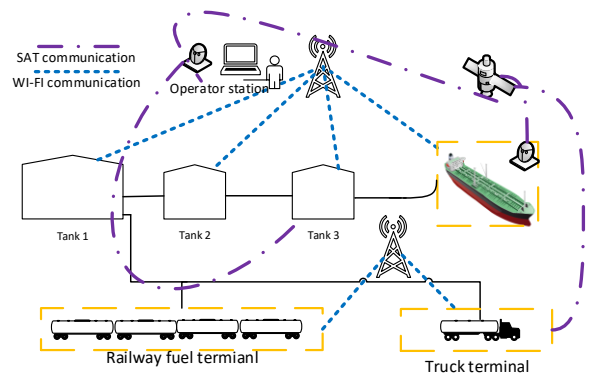 SAT communication
WI-FI communication
Operator station
Tank 1
Tank 2
Tank 3
Railway fuel termianl
Truck terminal